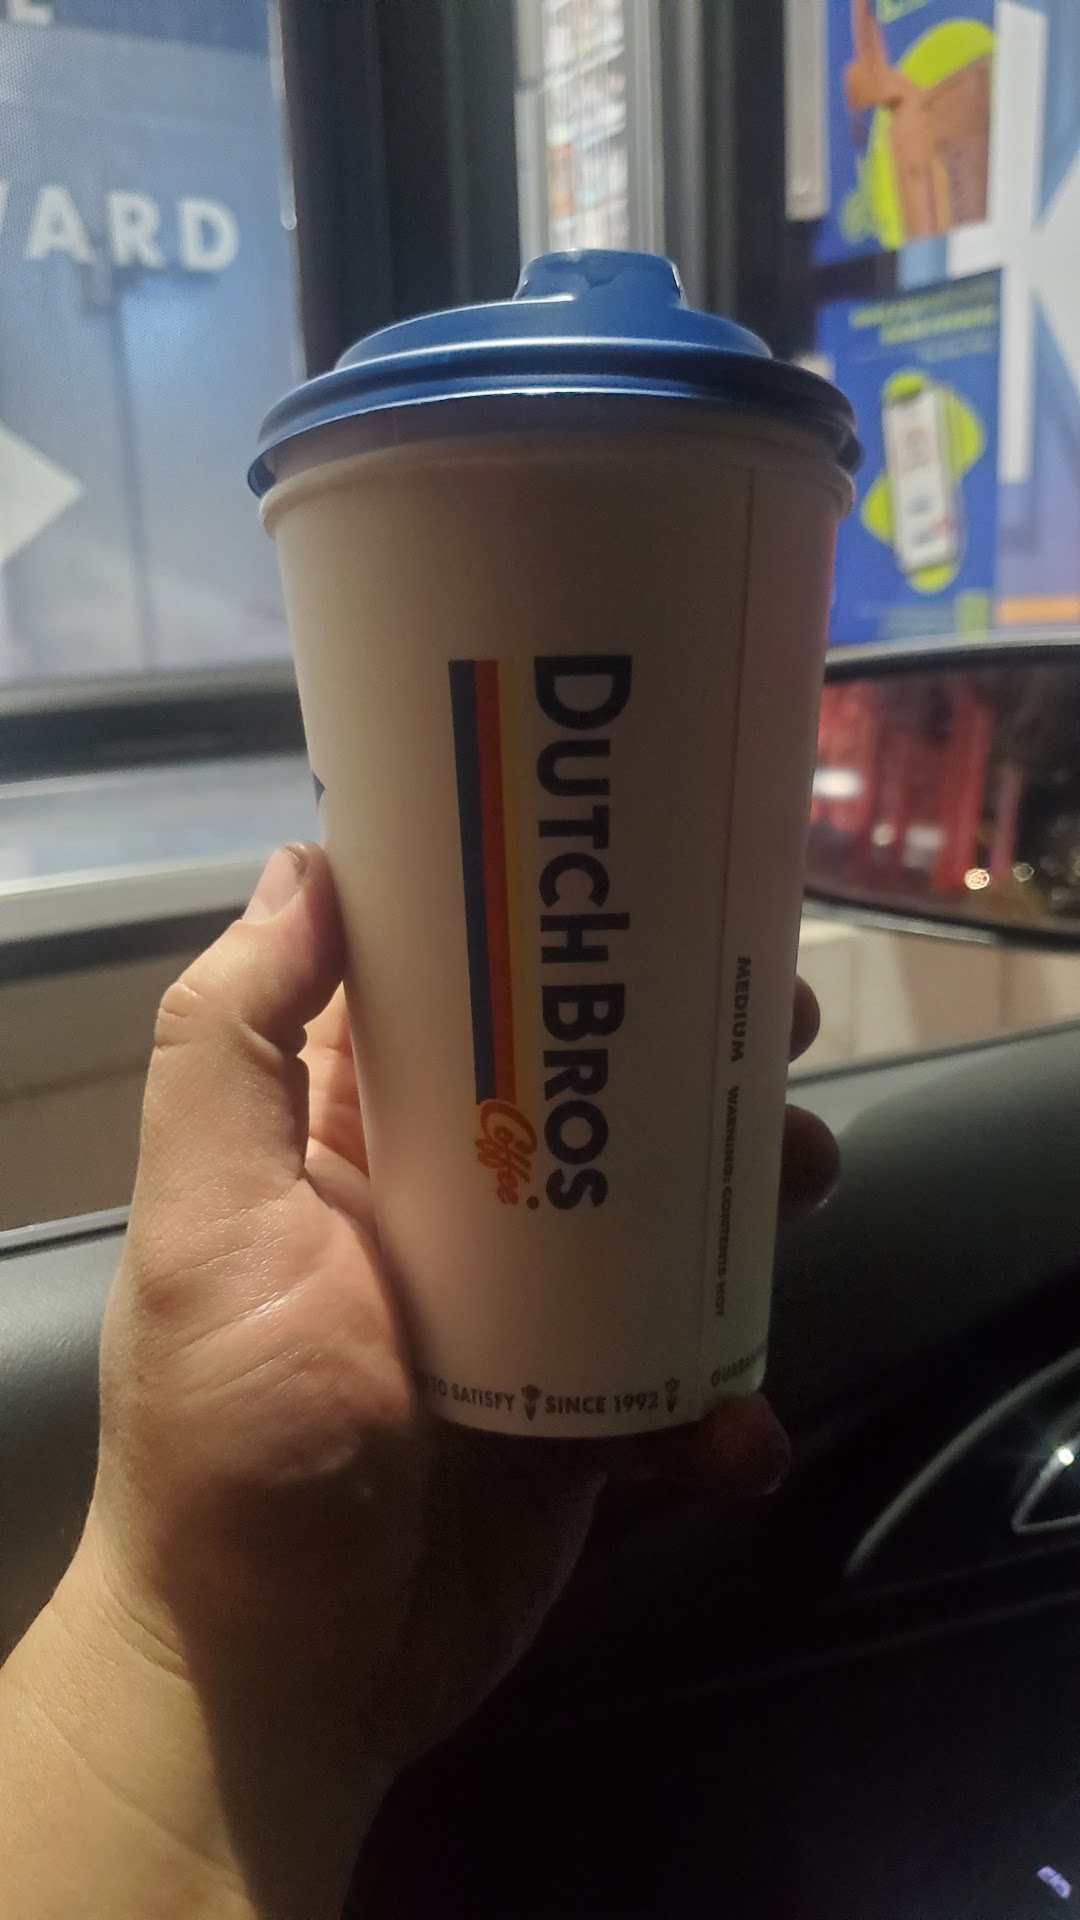 ARD
DUTCH BROS
Coffee
MEDIUM WARNING: CONTENTS HOT
TO SATISFY SINCE 1992